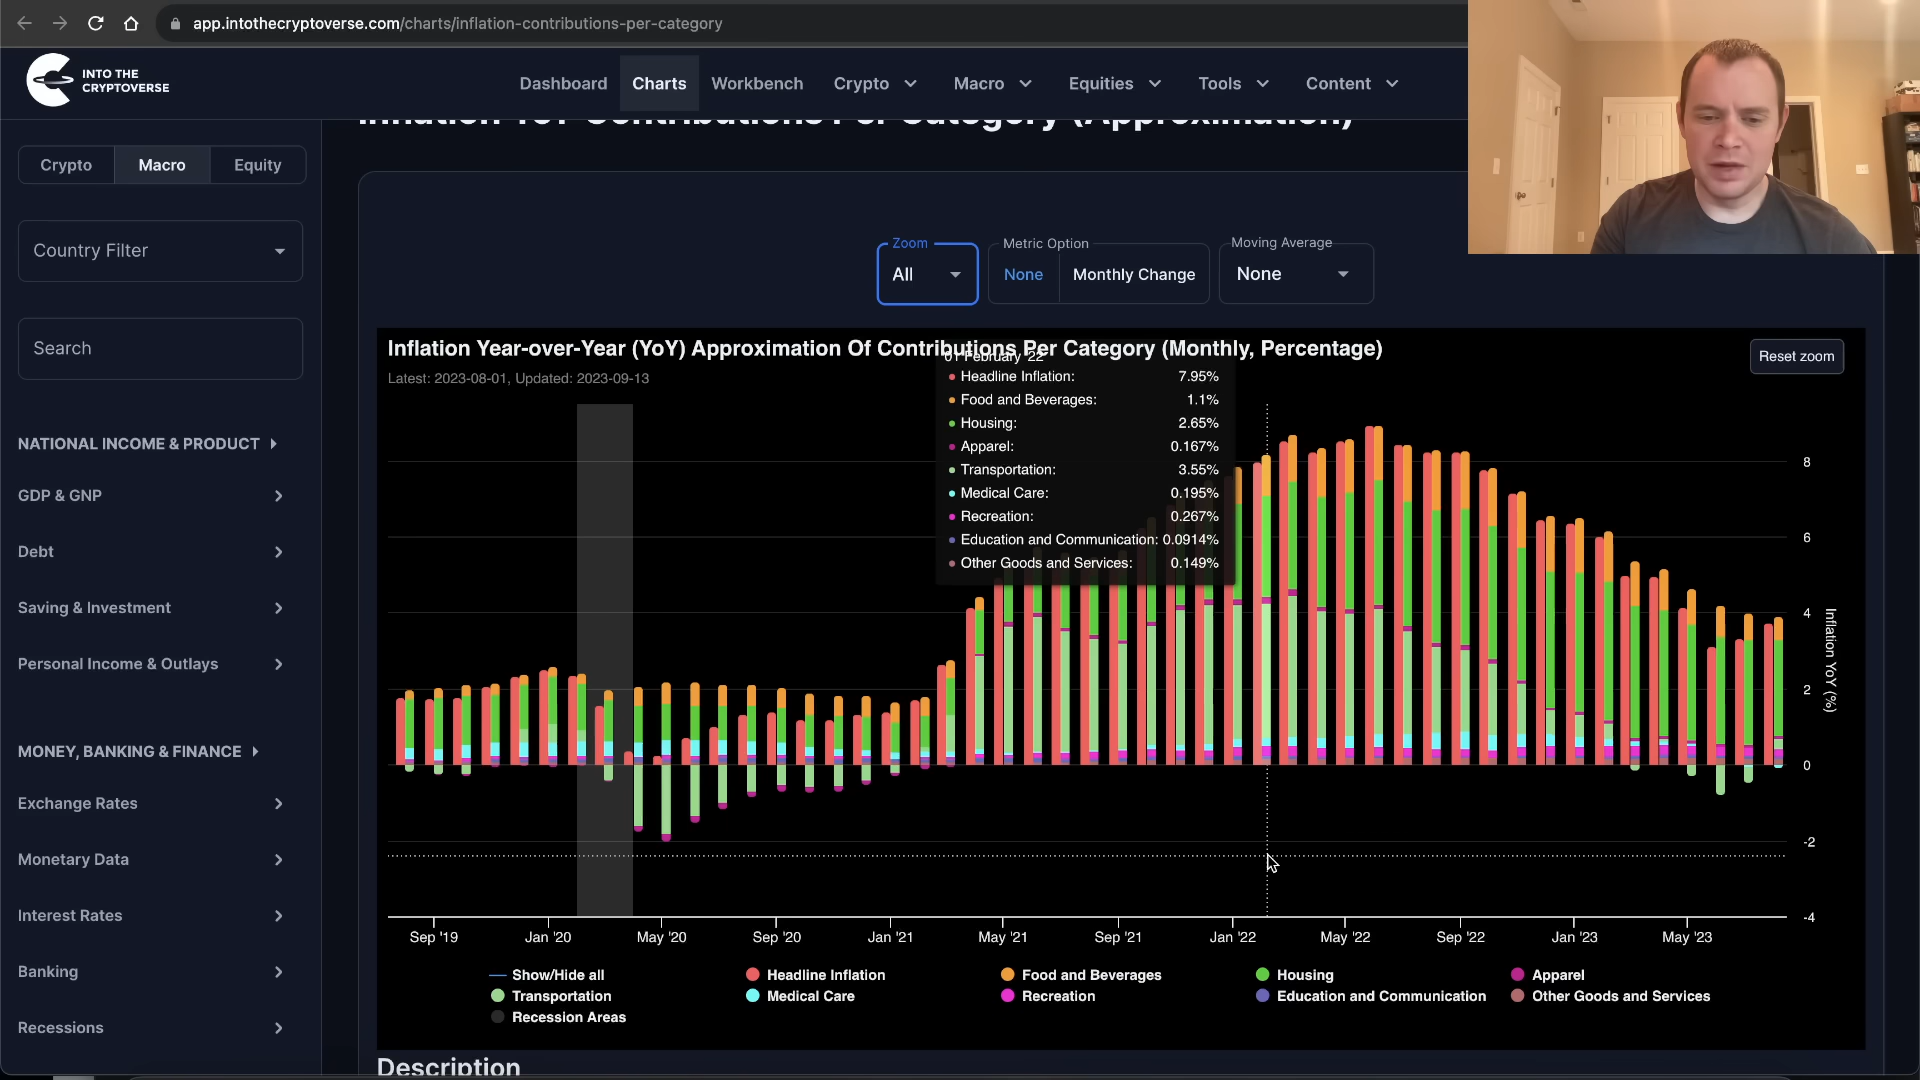 app.intothecryptoverse.com/charts/inflation-contributions-per-category
INTO THE
CRYPTOVERSE
Dashboard
Charts
Workbench
Crypto
Macro
Equities
Tools
Content
Inflation YoY Contributions Per Category (Approximation)
Crypto
Macro
Equity
Country Filter
Search
NATIONAL INCOME & PRODUCT
GDP & GNP
Debt
Saving & Investment
Personal Income & Outlays
MONEY, BANKING & FINANCE
Exchange Rates
Monetary Data
Interest Rates
Banking
Recessions
Zoom
All
Metric Option
None
Monthly Change
Moving Average
None
Inflation Year-over-Year (YoY) Approximation Of Contributions Per Category (Monthly, Percentage)
Latest: 2023-08-01, Updated: 2023-09-13
Reset zoom
01 February '22
Headline Inflation: 7.95%
Food and Beverages: 1.1%
Housing: 2.65%
Apparel: 0.167%
Transportation: 3.55%
Medical Care: 0.195%
Recreation: 0.267%
Education and Communication: 0.0914%
Other Goods and Services: 0.149%
8
6
4
2
0
-2
-4
Inflation YoY (%)
Sep '19
Jan '20
May '20
Sep '20
Jan '21
May '21
Sep '21
Jan '22
May '22
Sep '22
Jan '23
May '23
Show/Hide all
Headline Inflation
Food and Beverages
Housing
Apparel
Transportation
Medical Care
Recreation
Education and Communication
Other Goods and Services
Recession Areas
Description